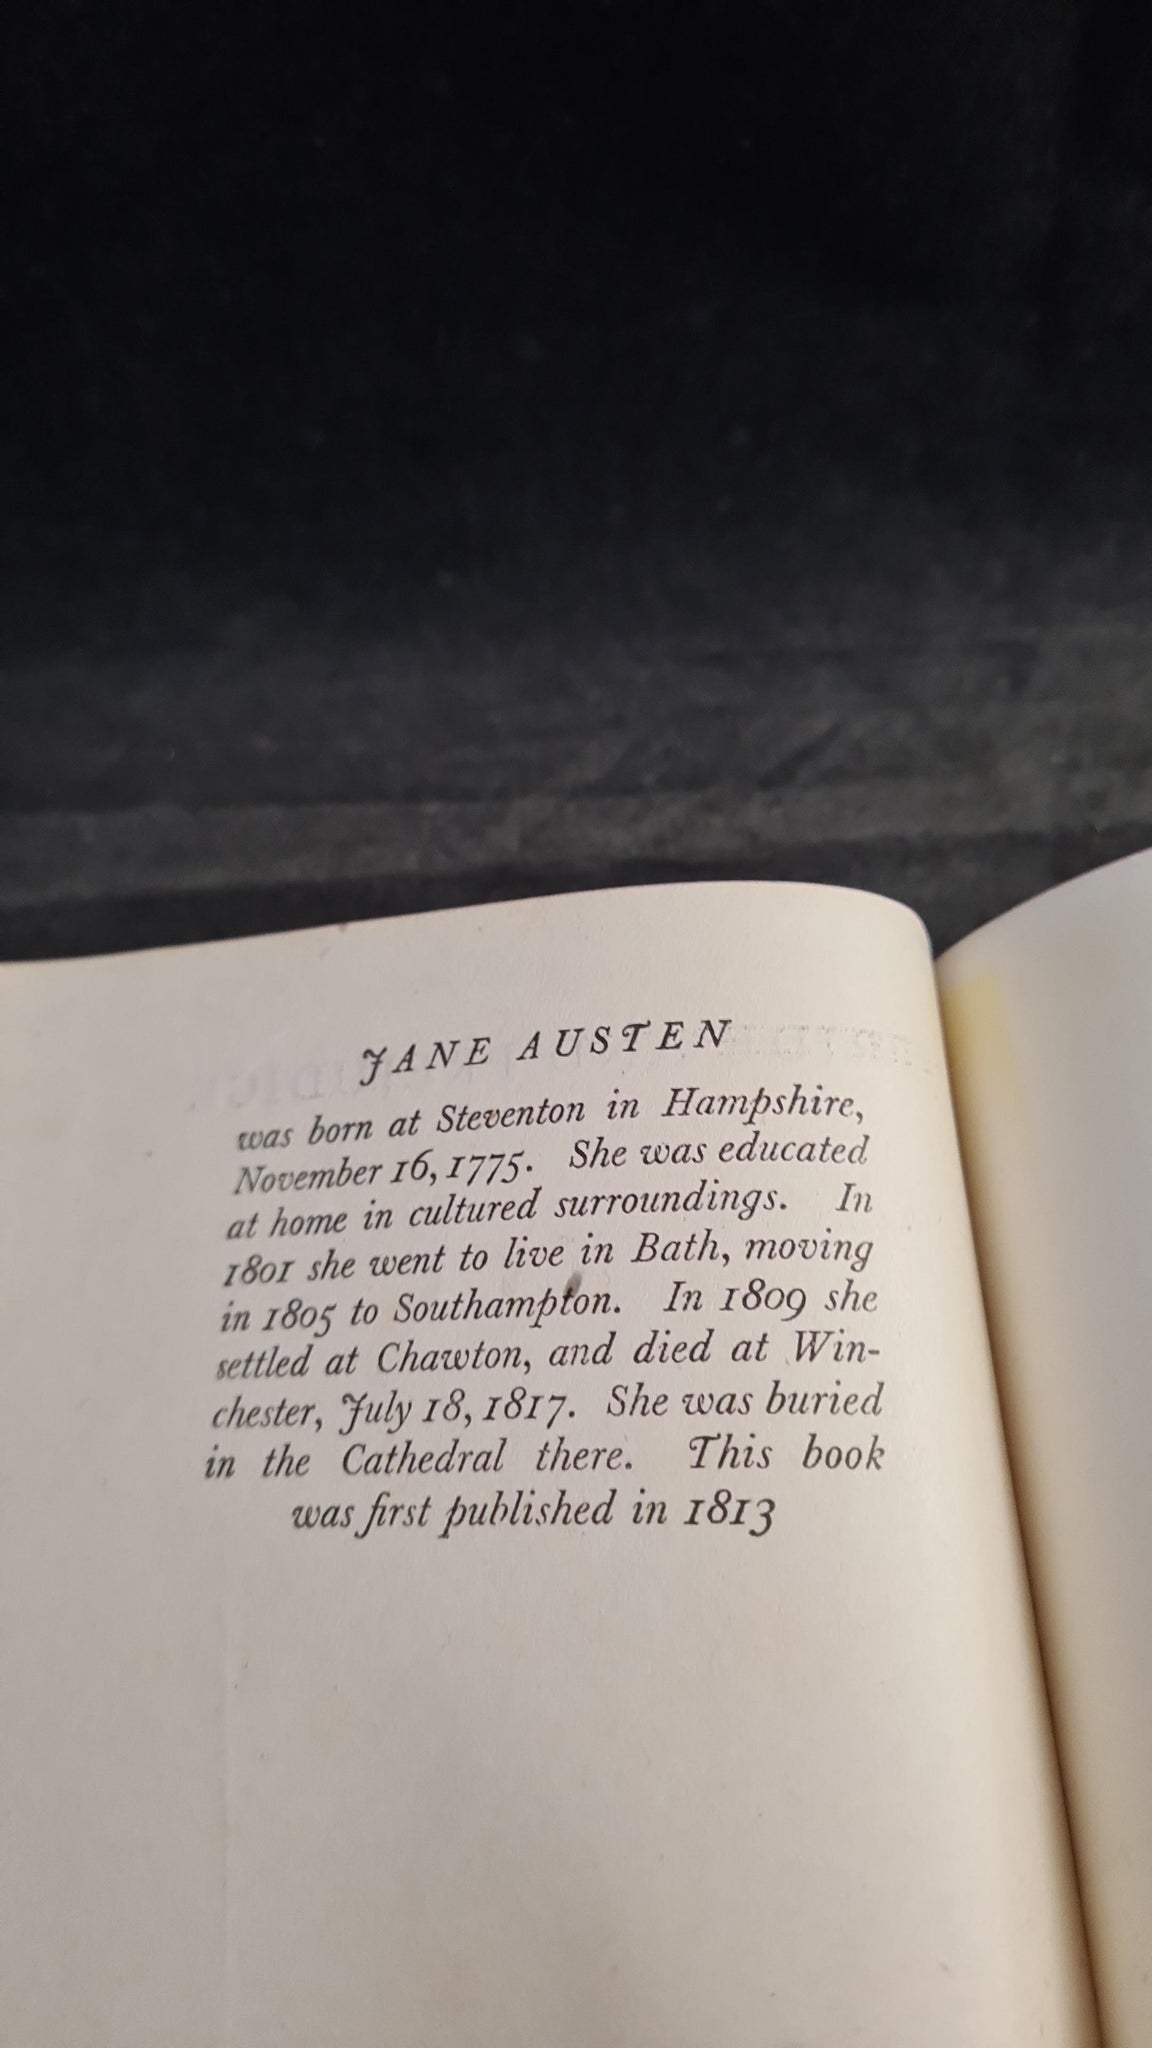 JANE AUSTEN
was born at Steventon in Hampshire,
November 16, 1775. She was educated
at home in cultured surroundings. In
1801 she went to live in Bath, moving
in 1805 to Southampton. In 1809 she
settled at Chawton, and died at Win-
chester, July 18, 1817. She was buried
in the Cathedral there. This book
was first published in 1813